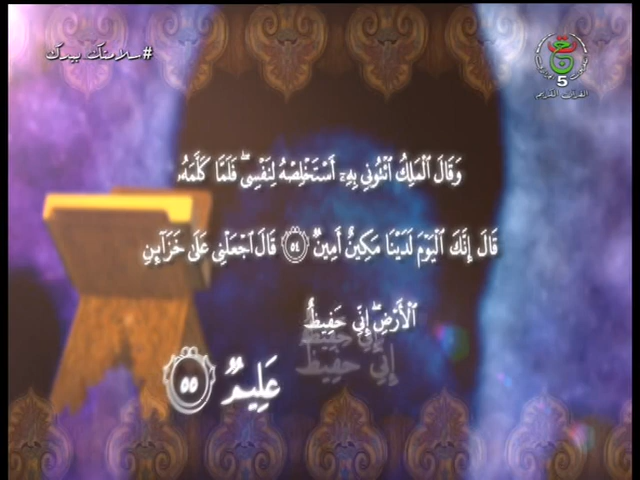 #سلامتك بيدك
5
القرآن الكريم
وَقَالَ ٱلْمَلِكُ ٱئْتُونِي بِهِۦٓ أَسْتَخْلِصْهُ لِنَفْسِىۖ فَلَمَّا كَلَّمَهُۥ
قَالَ إِنَّكَ ٱلْيَوْمَ لَدَيْنَا مَكِينٌ أَمِينٌ ٥٤ قَالَ ٱجْعَلْنِى عَلَىٰ خَزَآئِنِ
ٱلْأَرْضِۖ إِنِّى حَفِيظٌ
إِنِّى حَفِيظٌ
إِنِّى حَفِيظٌ
عَلِيمٌ ٥٥